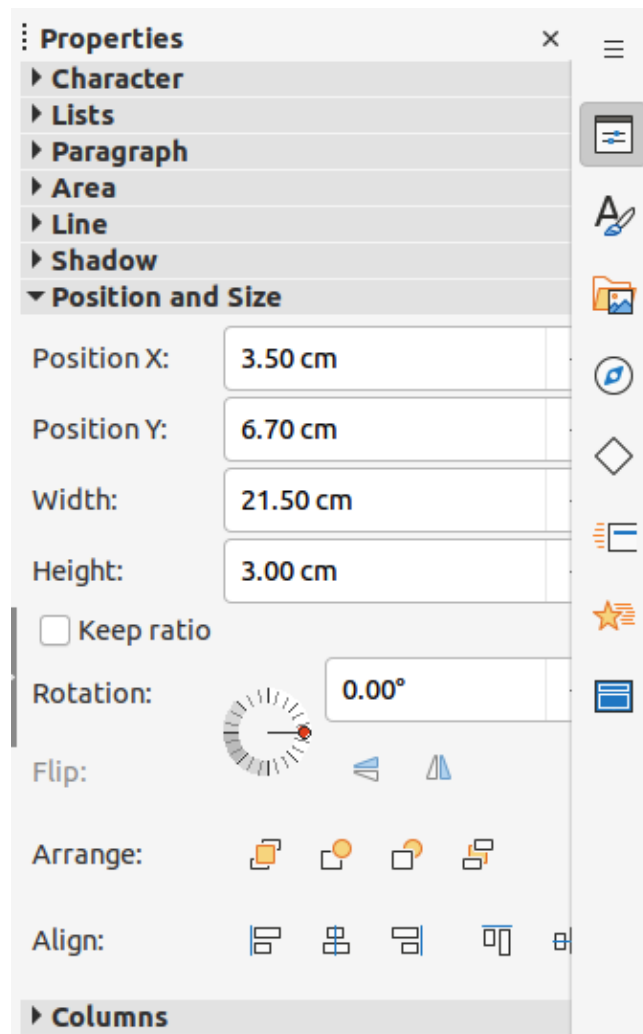 Properties
Character
Lists
Paragraph
Area
Line
Shadow
Position and Size
Position X: 3.50 cm
Position Y: 6.70 cm
Width: 21.50 cm
Height: 3.00 cm
Keep ratio
Rotation: 0.00°
Flip:
Arrange:
Align:
Columns